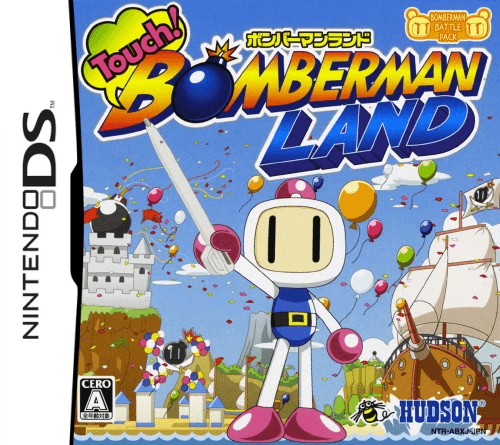 NINTENDO DS™
Touch!
ボンバーマンランド
BOMBERMAN
LAND
BOMBERMAN
BATTLE
PACK
CERO
A
全年齢対象
HUDSON®
NTR-ABXJ-JPN